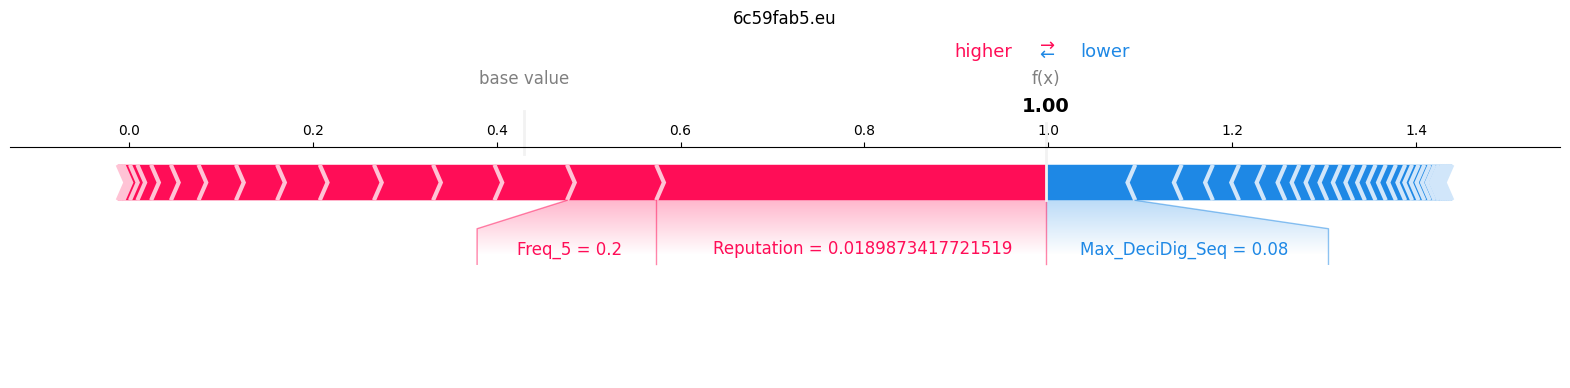 6c59fab5.eu
higher → ← lower
base value f(x)
1.00
0.0 0.2 0.4 0.6 0.8 1.0 1.2 1.4
Freq_5 = 0.2 Reputation = 0.0189873417721519 Max_DeciDig_Seq = 0.08